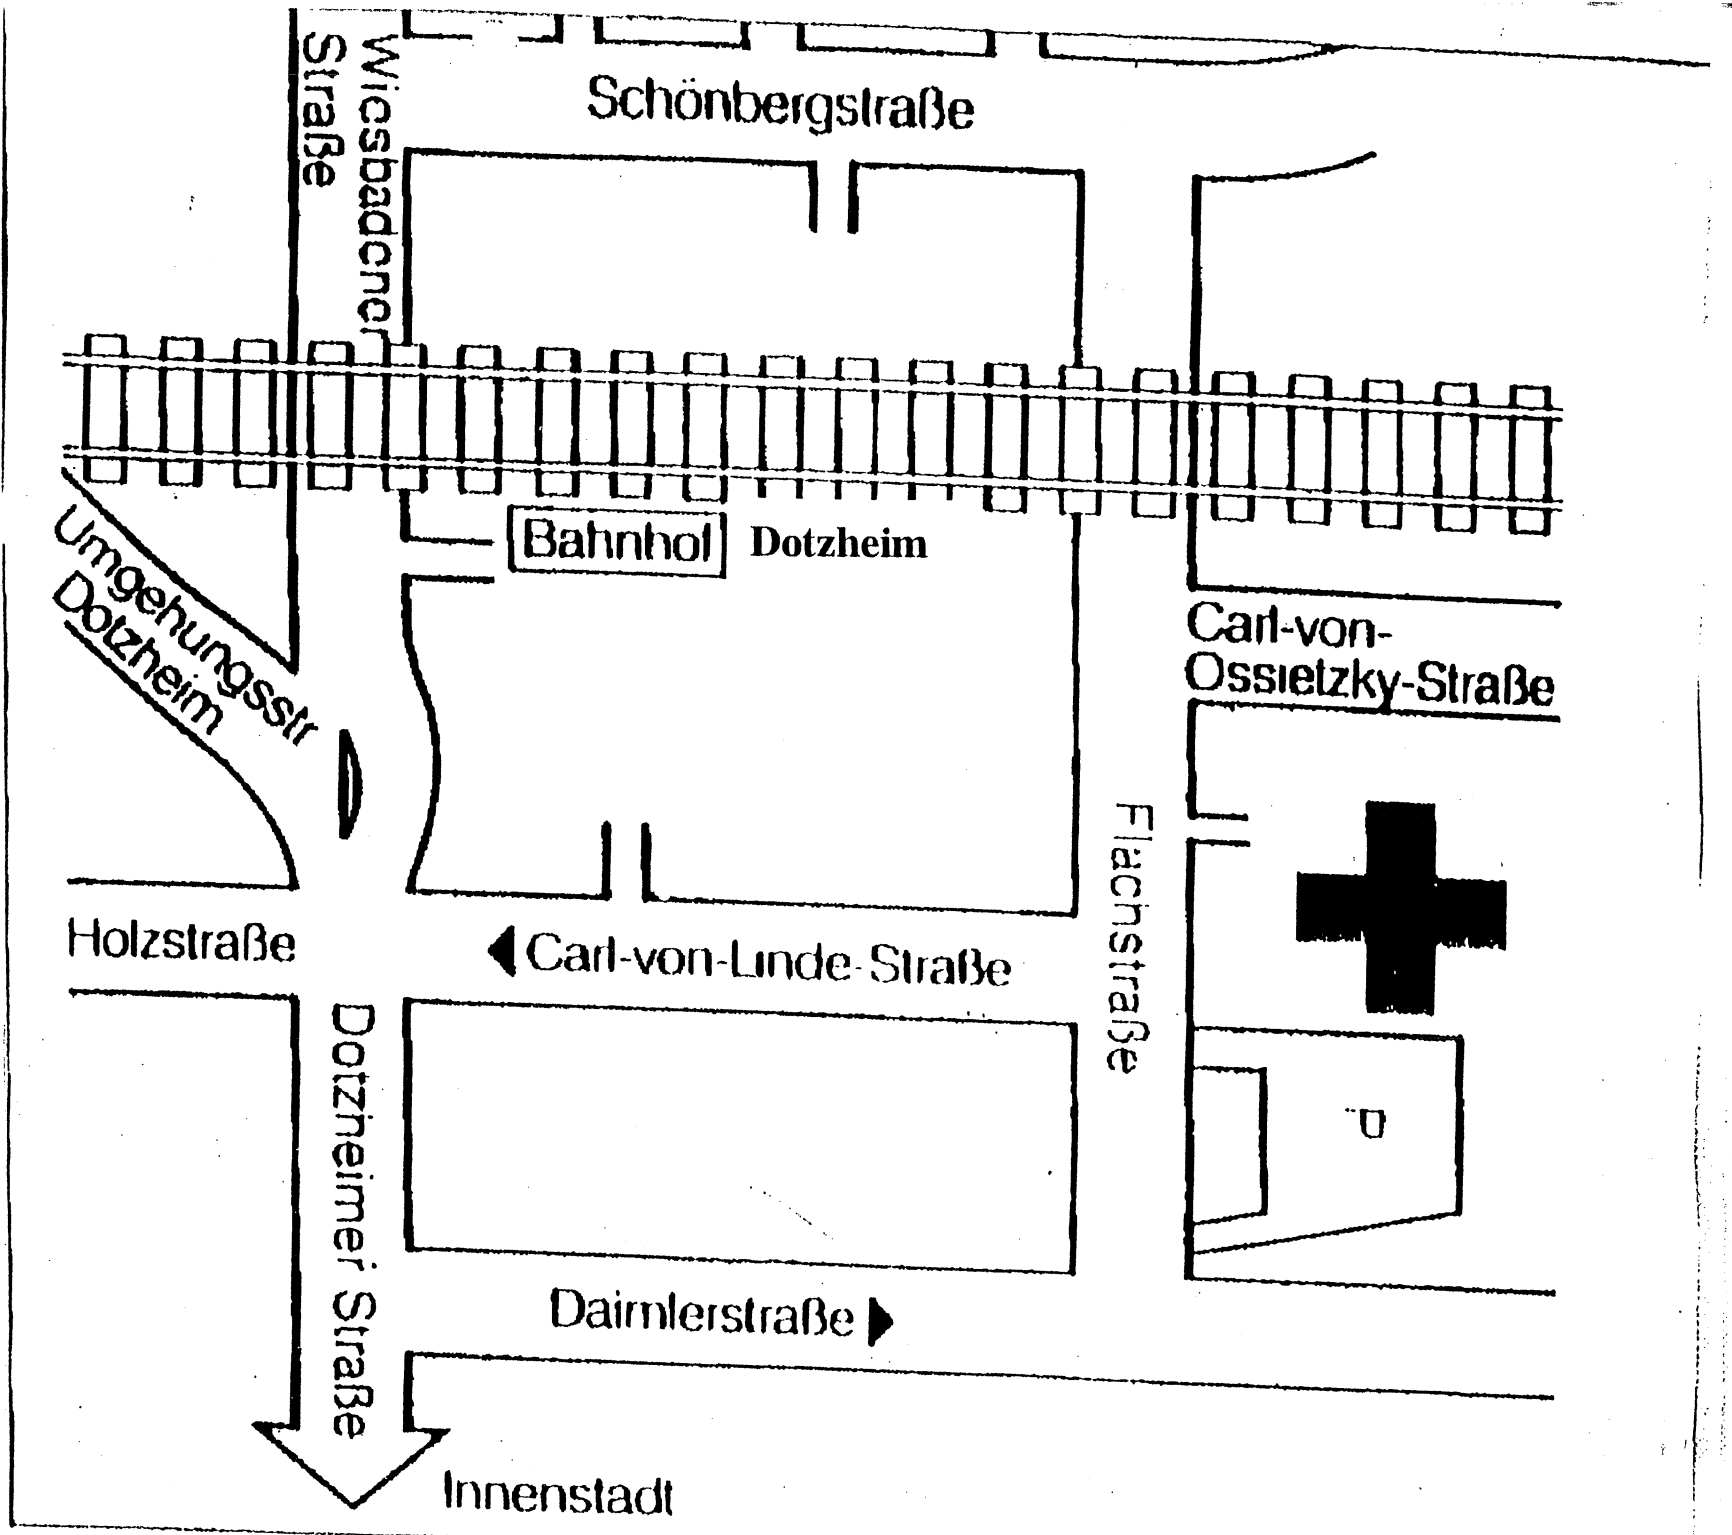 Wiesbadener
Straße
Schönbergstraße
Bahnhof Dotzheim
Umgehungsstr
Dotzheim
Carl-von-
Ossietzky-Straße
Flachstraße
Holzstraße
Carl-von-Linde-Straße
P
Dotzheimer Straße
Daimlerstraße
Innenstadt